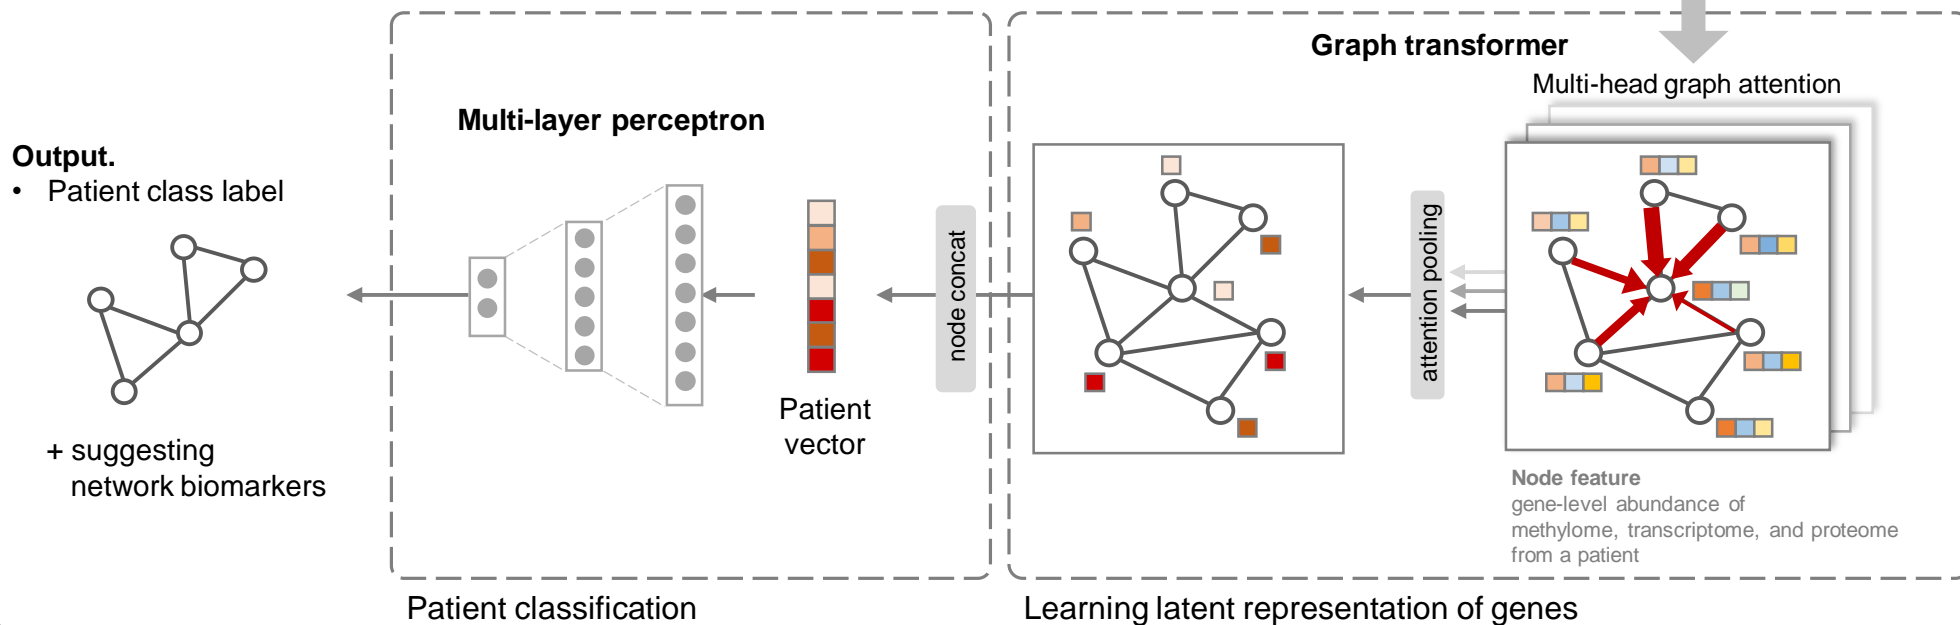 Graph transformer
Multi-head graph attention
Multi-layer perceptron
Output.
• Patient class label
+ suggesting
network biomarkers
Patient
vector
node concat
attention pooling
Node feature
gene-level abundance of
methylome, transcriptome, and proteome
from a patient
Patient classification
Learning latent representation of genes